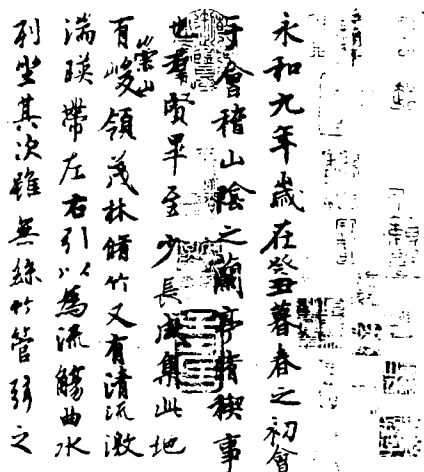 永和九年歲在癸丑暮春之初會
于會稽山陰之蘭亭脩稧事
也羣賢畢至少長咸集此地
有崇山峻領茂林脩竹又有清流激
湍暎帶左右引以為流觴曲水
列坐其次雖無絲竹管弦之